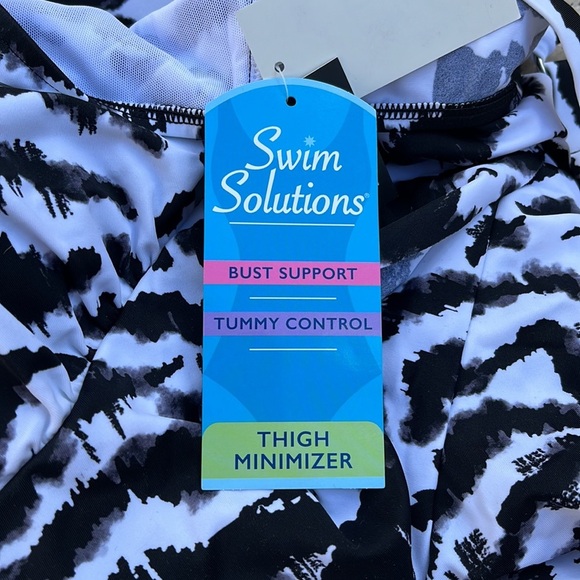 Swim
Solutions®
BUST SUPPORT
TUMMY CONTROL
THIGH
MINIMIZER